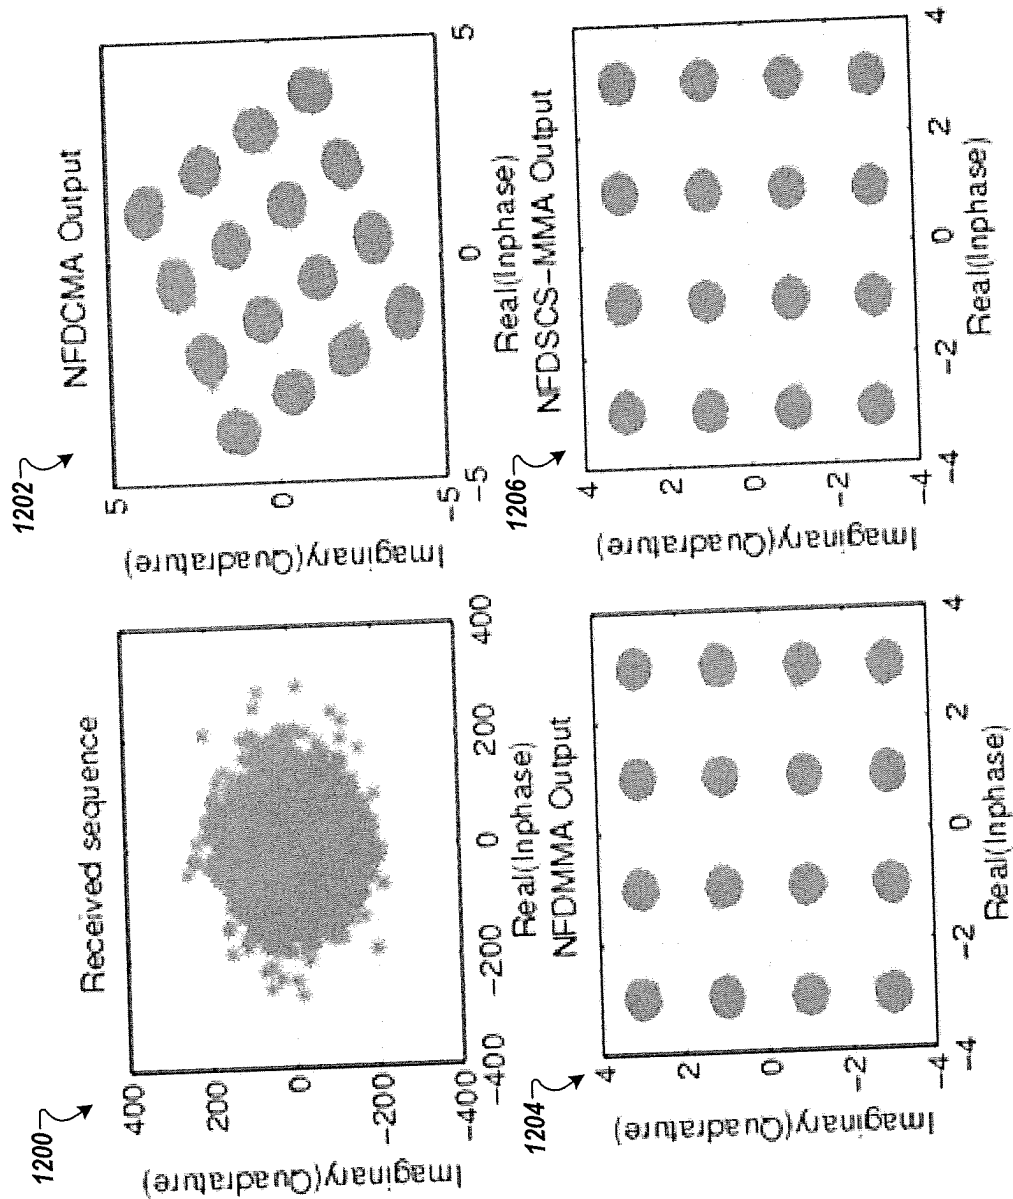 1200
Received sequence
400
200
0
-200
-400
Imaginary(Quadrature)
-400 -200 0 200 400
Real(Inphase)
1202
NFDCMA Output
5
0
-5
Imaginary(Quadrature)
-5 0 5
Real(Inphase)
1204
NFDMMA Output
4
2
0
-2
-4
Imaginary(Quadrature)
-4 -2 0 2 4
Real(Inphase)
1206
NFDSCS-MMA Output
4
2
0
-2
-4
Imaginary(Quadrature)
-4 -2 0 2 4
Real(Inphase)